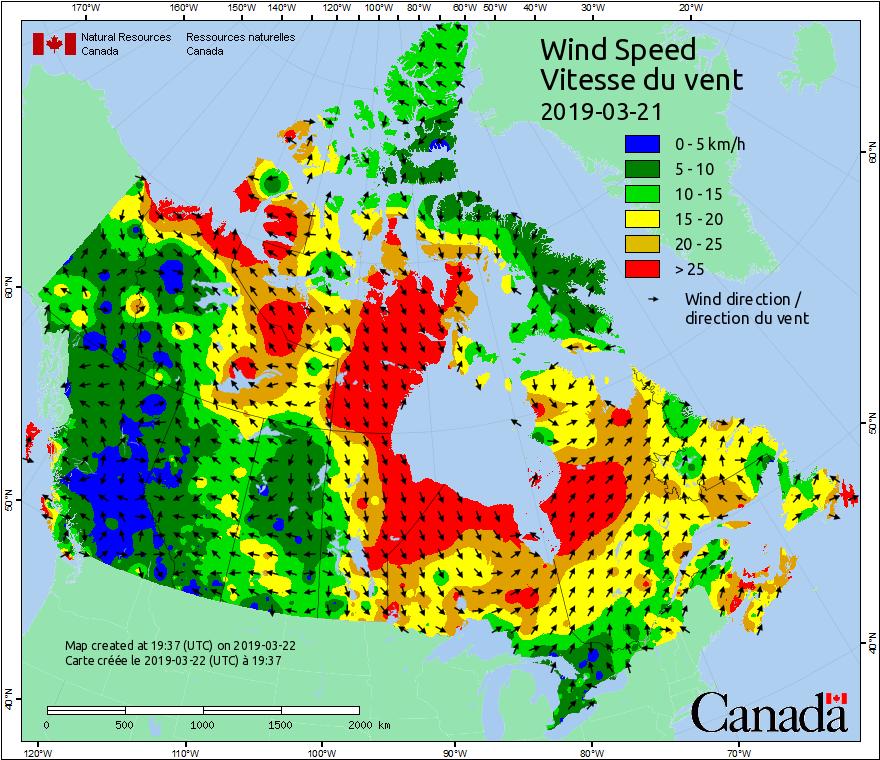 170°W 160°W 150°W 140°W 120°W 100°W 80°W 60°W 50°W 40°W 30°W 20°W
Natural Resources Ressources naturelles
Canada Canada
Wind Speed
Vitesse du vent
2019-03-21
0 - 5 km/h
5 - 10
10 - 15
15 - 20
20 - 25
> 25
Wind direction /
direction du vent
60°N
60°N
50°N
50°N
40°N
40°N
Map created at 19:37 (UTC) on 2019-03-22
Carte créée le 2019-03-22 (UTC) à 19:37
0 500 1000 1500 2000 km
Canada
120°W 110°W 100°W 90°W 80°W 70°W